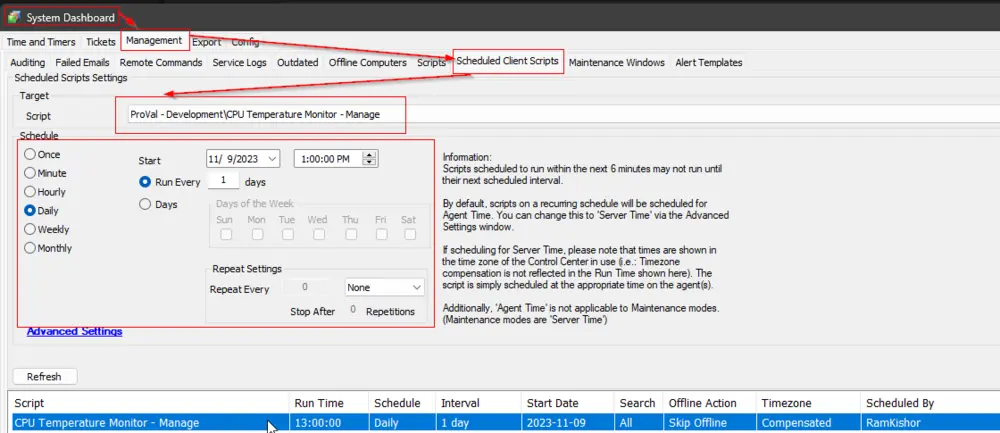 System Dashboard
Time and Timers Tickets Management Export Config
Auditing Failed Emails Remote Commands Service Logs Outdated Offline Computers Scripts Scheduled Client Scripts Maintenance Windows Alert Templates
Scheduled Scripts Settings
Target
Script ProVal - Development\CPU Temperature Monitor - Manage
Schedule
Once
Minute
Hourly
Daily
Weekly
Monthly
Start 11/ 9/2023 1:00:00 PM
Run Every 1 days
Days
Days of the Week
Sun Mon Tue Wed Thu Fri Sat
Repeat Settings
Repeat Every 0 None
Stop After 0 Repetitions
Information:
Scripts scheduled to run within the next 6 minutes may not run until
their next scheduled interval.
By default, scripts on a recurring schedule will be scheduled for
Agent Time. You can change this to 'Server Time' via the Advanced
Settings window.
If scheduling for Server Time, please note that times are shown in
the time zone of the Control Center in use (i.e.: Timezone
compensation is not reflected in the Run Time shown here). The
script is simply scheduled at the appropriate time on the agent(s).
Additionally, 'Agent Time' is not applicable to Maintenance modes.
(Maintenance modes are 'Server Time')
Advanced Settings
Refresh
Script Run Time Schedule Interval Start Date Search Offline Action Timezone Scheduled By
CPU Temperature Monitor - Manage 13:00:00 Daily 1 day 2023-11-09 All Skip Offline Compensated RamKishor